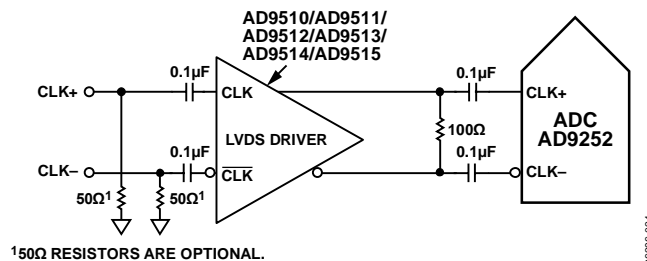 AD9510/AD9511/
AD9512/AD9513/
AD9514/AD9515
0.1µF
0.1µF
CLK+
CLK
CLK+
ADC
AD9252
LVDS DRIVER
100Ω
0.1µF
0.1µF
CLK–
CLK
CLK–
50Ω¹
50Ω¹
¹50Ω RESISTORS ARE OPTIONAL.